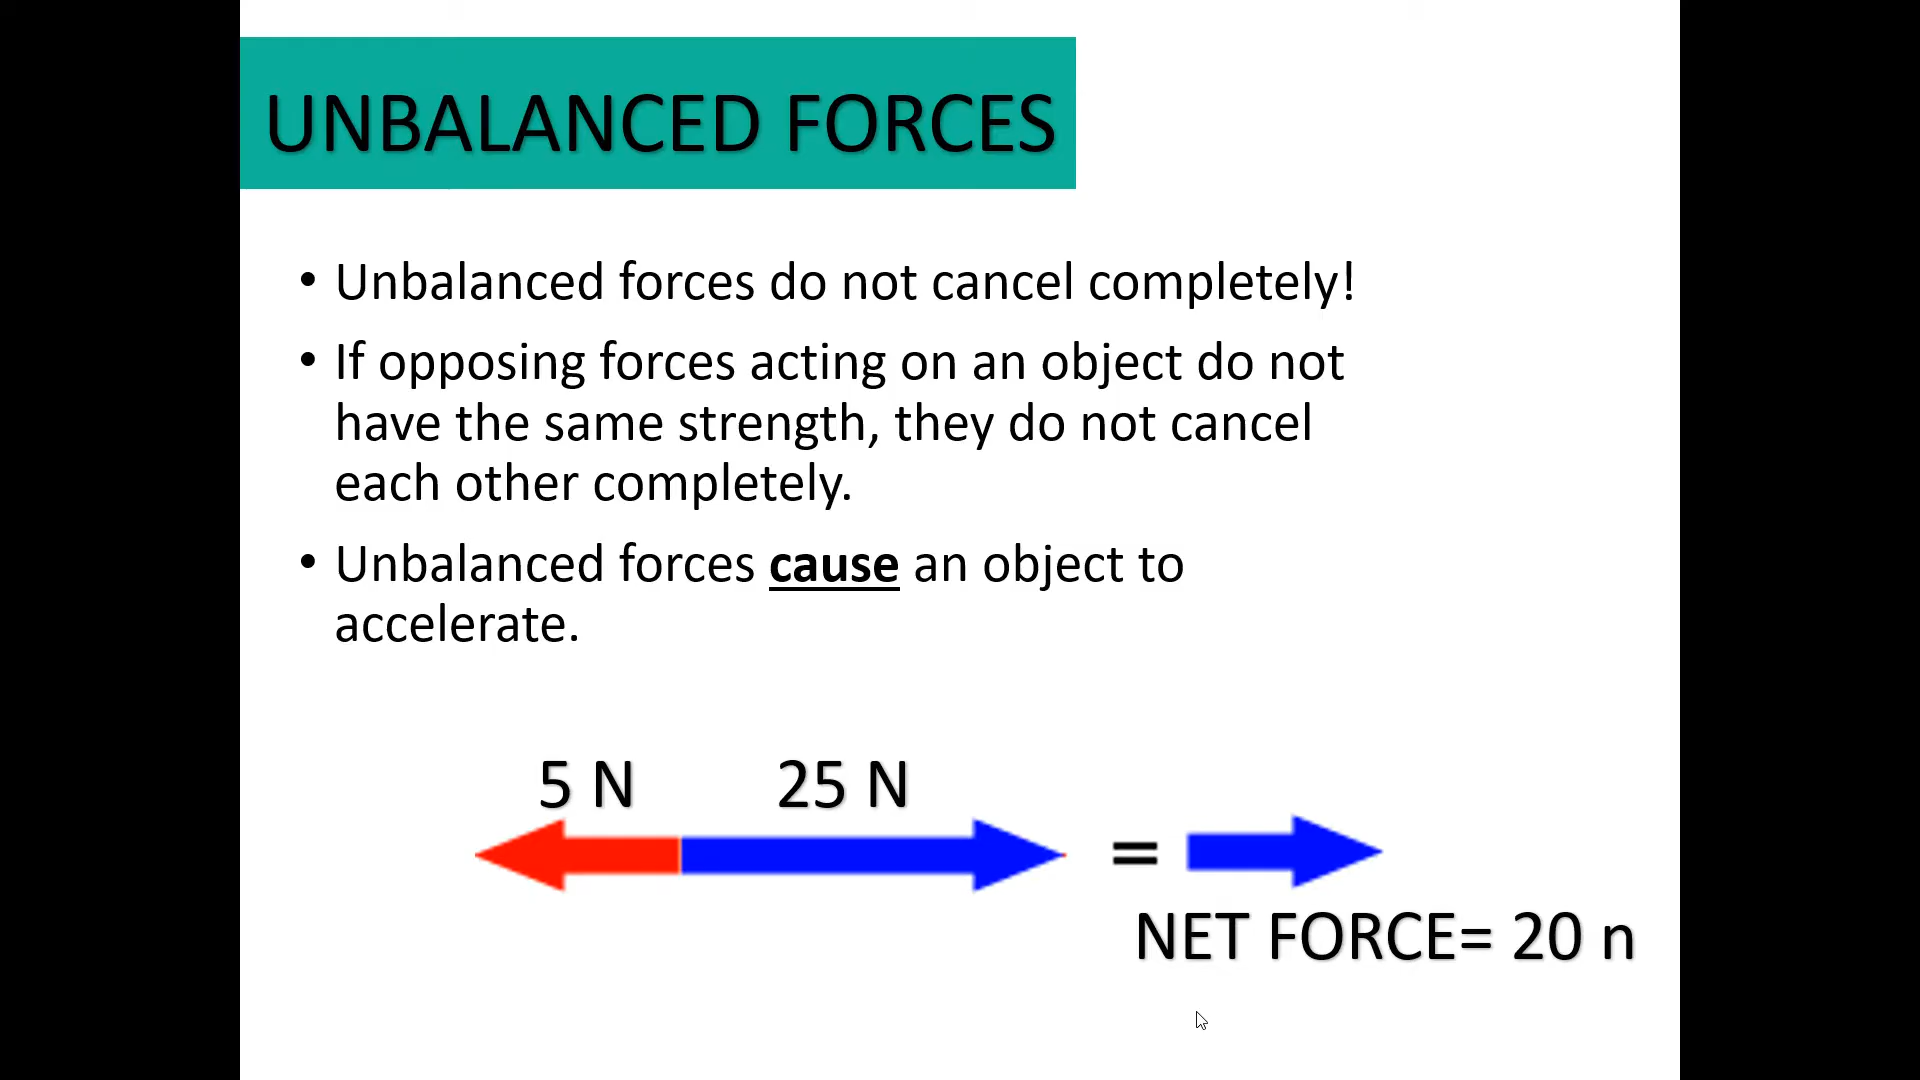 UNBALANCED FORCES
• Unbalanced forces do not cancel completely!
• If opposing forces acting on an object do not
have the same strength, they do not cancel
each other completely.
• Unbalanced forces cause an object to
accelerate.
5 N 25 N
=
NET FORCE= 20 n